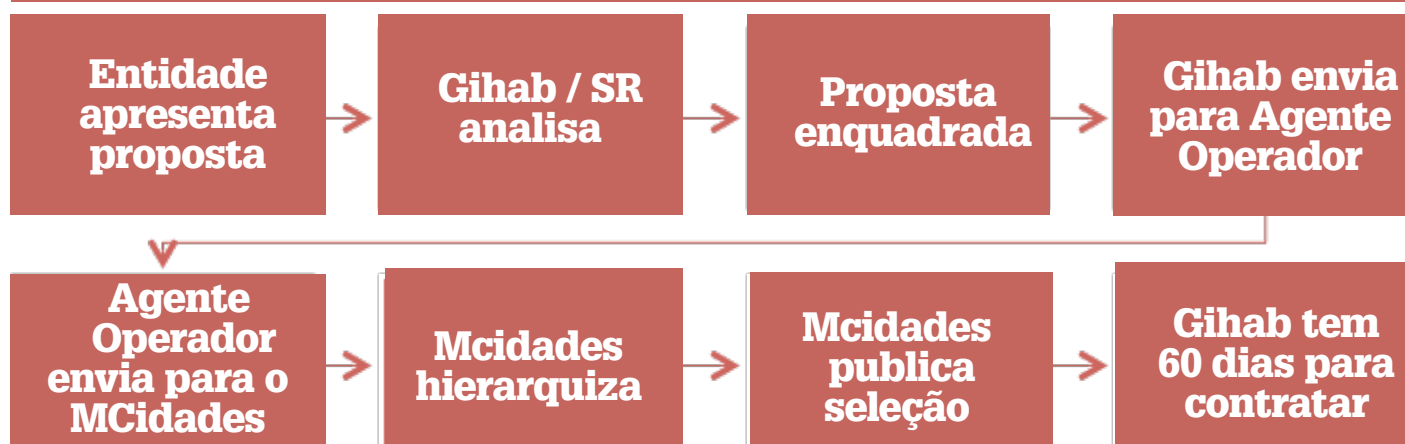 Entidade
apresenta
proposta
Gihab / SR
analisa
Proposta
enquadrada
Gihab envia
para Agente
Operador
Agente
Operador
envia para o
MCidades
Mcidades
hierarquiza
Mcidades
publica
seleção
Gihab tem
60 dias para
contratar